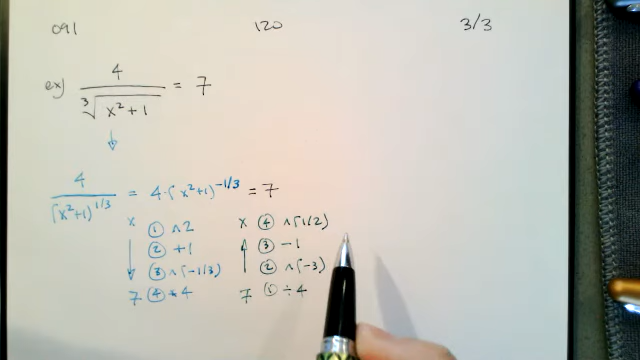 091 120 3/3
ex) 4/∛(x²+1) = 7
↓
4/(x²+1)^1/3 = 4·(x²+1)^-1/3 = 7
x ① ^2 x ④ ^(1/2)
② +1 ③ -1
③ ^(-1/3) ② ^(-3)
7 ④ *4 7 ① ÷4